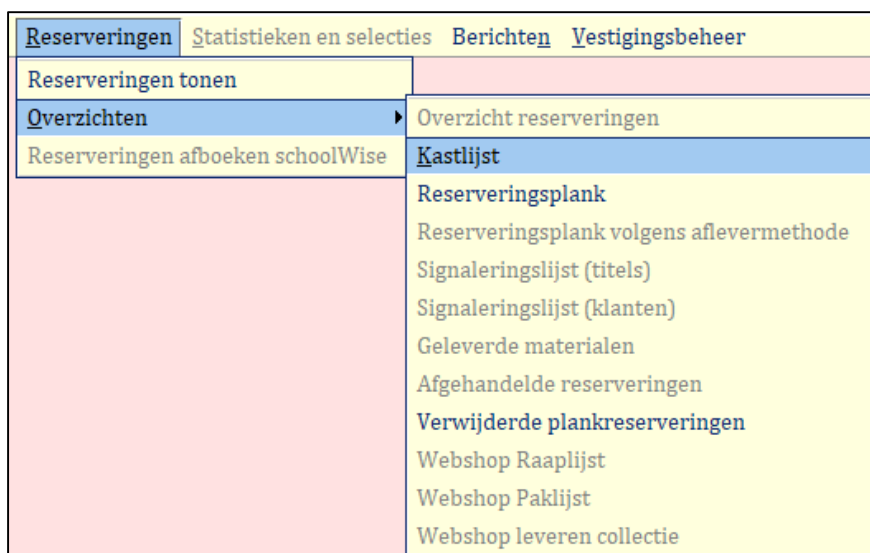 Reserveringen Statistieken en selecties Berichten Vestigingsbeheer
Reserveringen tonen
Overzichten
Reserveringen afboeken schoolWise
Overzicht reserveringen
Kastlijst
Reserveringsplank
Reserveringsplank volgens aflevermethode
Signaleringslijst (titels)
Signaleringslijst (klanten)
Geleverde materialen
Afgehandelde reserveringen
Verwijderde plankreserveringen
Webshop Raaplijst
Webshop Paklijst
Webshop leveren collectie